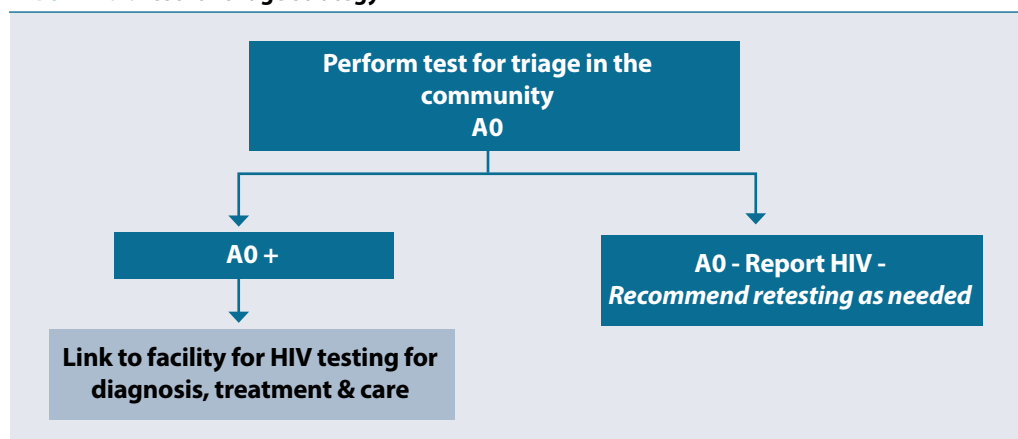 Perform test for triage in the
community
A0
A0 +
A0 - Report HIV -
Recommend retesting as needed
Link to facility for HIV testing for
diagnosis, treatment & care